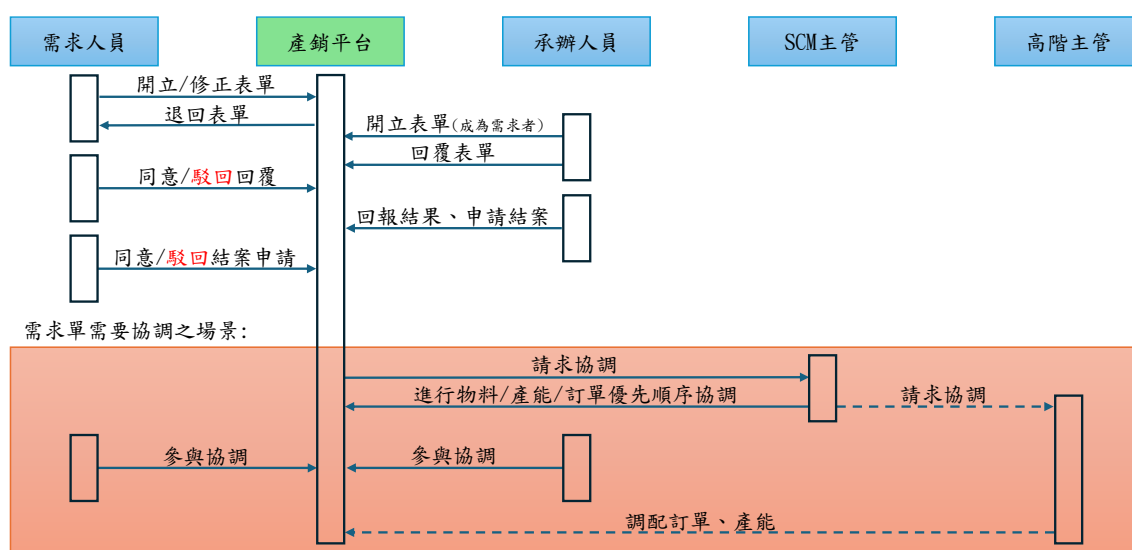 需求人員
產銷平台
承辦人員
SCM主管
高階主管
開立/修正表單
退回表單
開立表單(成為需求者)
回覆表單
同意/駁回回覆
回報結果、申請結案
同意/駁回結案申請
需求單需要協調之場景:
請求協調
進行物料/產能/訂單優先順序協調
請求協調
參與協調
參與協調
調配訂單、產能